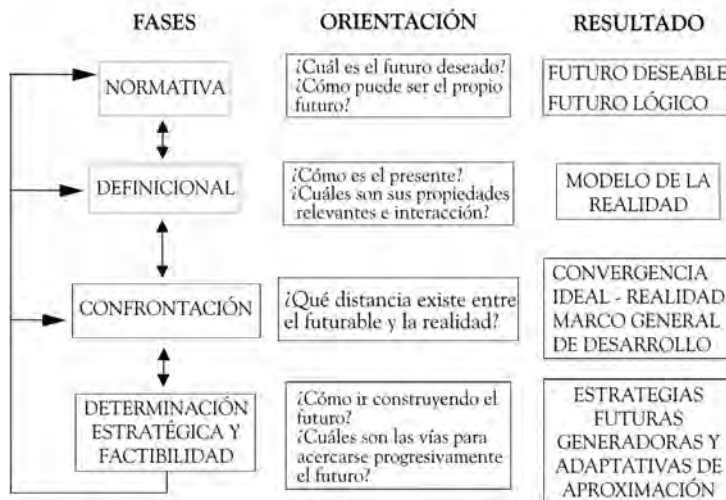 FASES
ORIENTACIÓN
RESULTADO
NORMATIVA
¿Cuál es el futuro deseado?
¿Cómo puede ser el propio
futuro?
FUTURO DESEABLE
FUTURO LÓGICO
DEFINICIONAL
¿Cómo es el presente?
¿Cuáles son sus propiedades
relevantes e interacción?
MODELO DE LA
REALIDAD
CONFRONTACIÓN
¿Qué distancia existe entre
el futurable y la realidad?
CONVERGENCIA
IDEAL - REALIDAD
MARCO GENERAL
DE DESARROLLO
DETERMINACIÓN
ESTRATÉGICA Y
FACTIBILIDAD
¿Cómo ir construyendo el
futuro?
¿Cuáles son las vías para
acercarse progresivamente
el futuro?
ESTRATEGIAS
FUTURAS
GENERADORAS Y
ADAPTATIVAS DE
APROXIMACIÓN